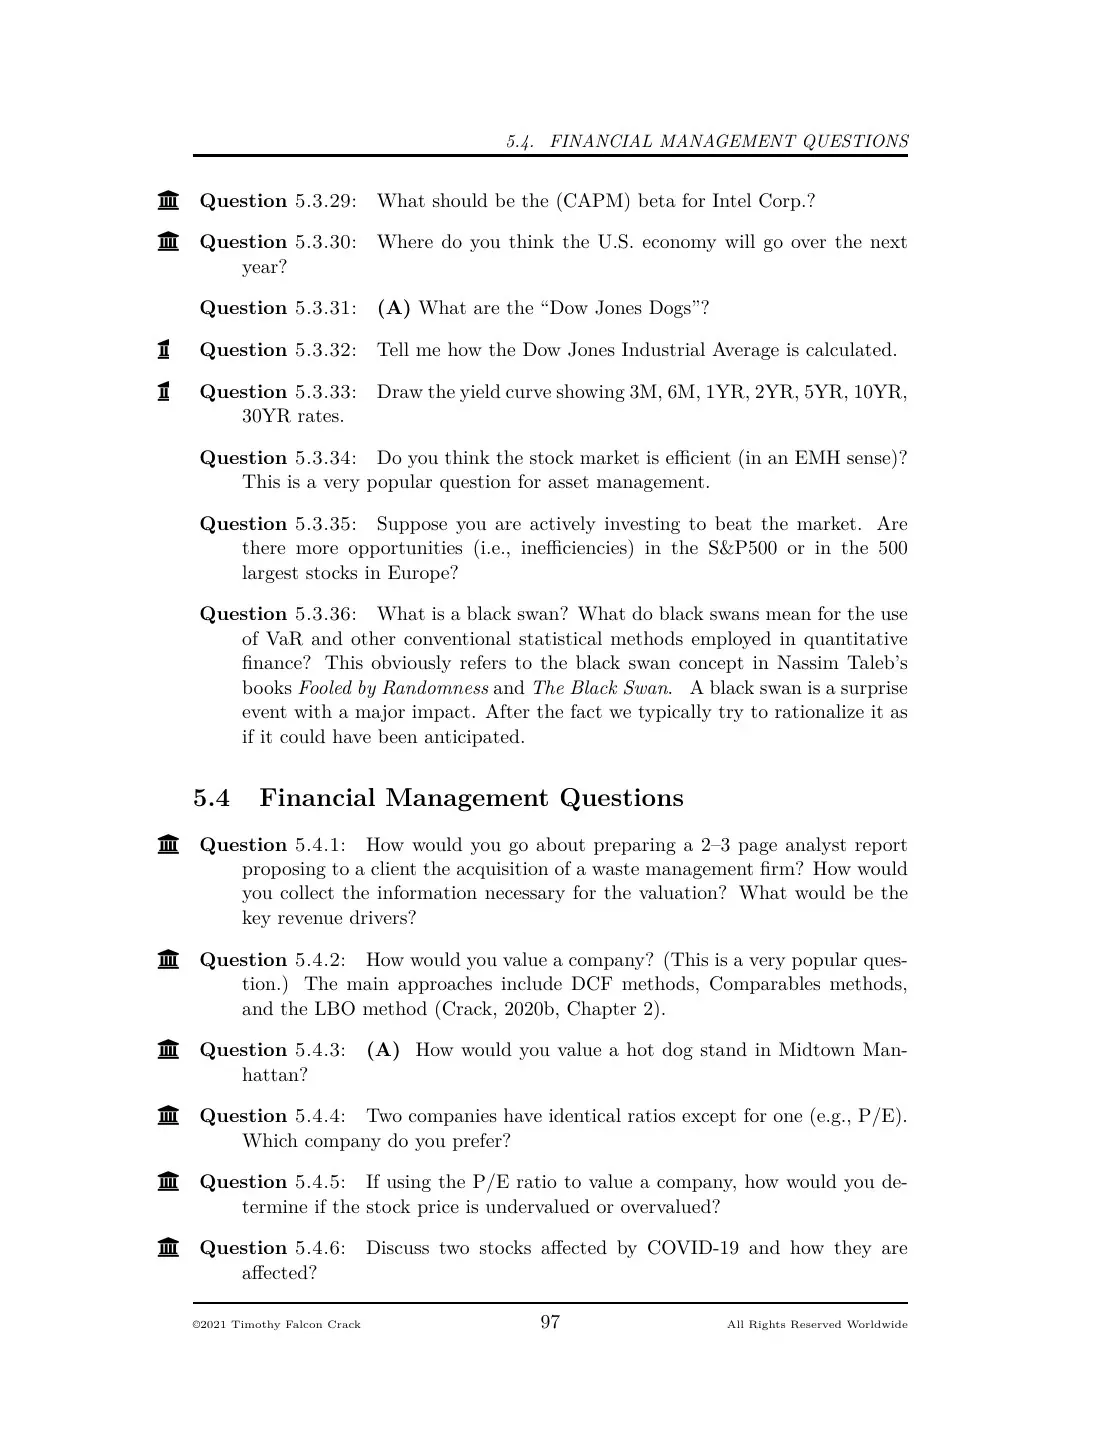 5.4. FINANCIAL MANAGEMENT QUESTIONS
Question 5.3.29: What should be the (CAPM) beta for Intel Corp.?
Question 5.3.30: Where do you think the U.S. economy will go over the next
year?
Question 5.3.31: (A) What are the “Dow Jones Dogs”?
Question 5.3.32: Tell me how the Dow Jones Industrial Average is calculated.
Question 5.3.33: Draw the yield curve showing 3M, 6M, 1YR, 2YR, 5YR, 10YR,
30YR rates.
Question 5.3.34: Do you think the stock market is efficient (in an EMH sense)?
This is a very popular question for asset management.
Question 5.3.35: Suppose you are actively investing to beat the market. Are
there more opportunities (i.e., inefficiencies) in the S&P500 or in the 500
largest stocks in Europe?
Question 5.3.36: What is a black swan? What do black swans mean for the use
of VaR and other conventional statistical methods employed in quantitative
finance? This obviously refers to the black swan concept in Nassim Taleb’s
books Fooled by Randomness and The Black Swan. A black swan is a surprise
event with a major impact. After the fact we typically try to rationalize it as
if it could have been anticipated.
5.4 Financial Management Questions
Question 5.4.1: How would you go about preparing a 2–3 page analyst report
proposing to a client the acquisition of a waste management firm? How would
you collect the information necessary for the valuation? What would be the
key revenue drivers?
Question 5.4.2: How would you value a company? (This is a very popular ques-
tion.) The main approaches include DCF methods, Comparables methods,
and the LBO method (Crack, 2020b, Chapter 2).
Question 5.4.3: (A) How would you value a hot dog stand in Midtown Man-
hattan?
Question 5.4.4: Two companies have identical ratios except for one (e.g., P/E).
Which company do you prefer?
Question 5.4.5: If using the P/E ratio to value a company, how would you de-
termine if the stock price is undervalued or overvalued?
Question 5.4.6: Discuss two stocks affected by COVID-19 and how they are
affected?
©2021 Timothy Falcon Crack 97 All Rights Reserved Worldwide